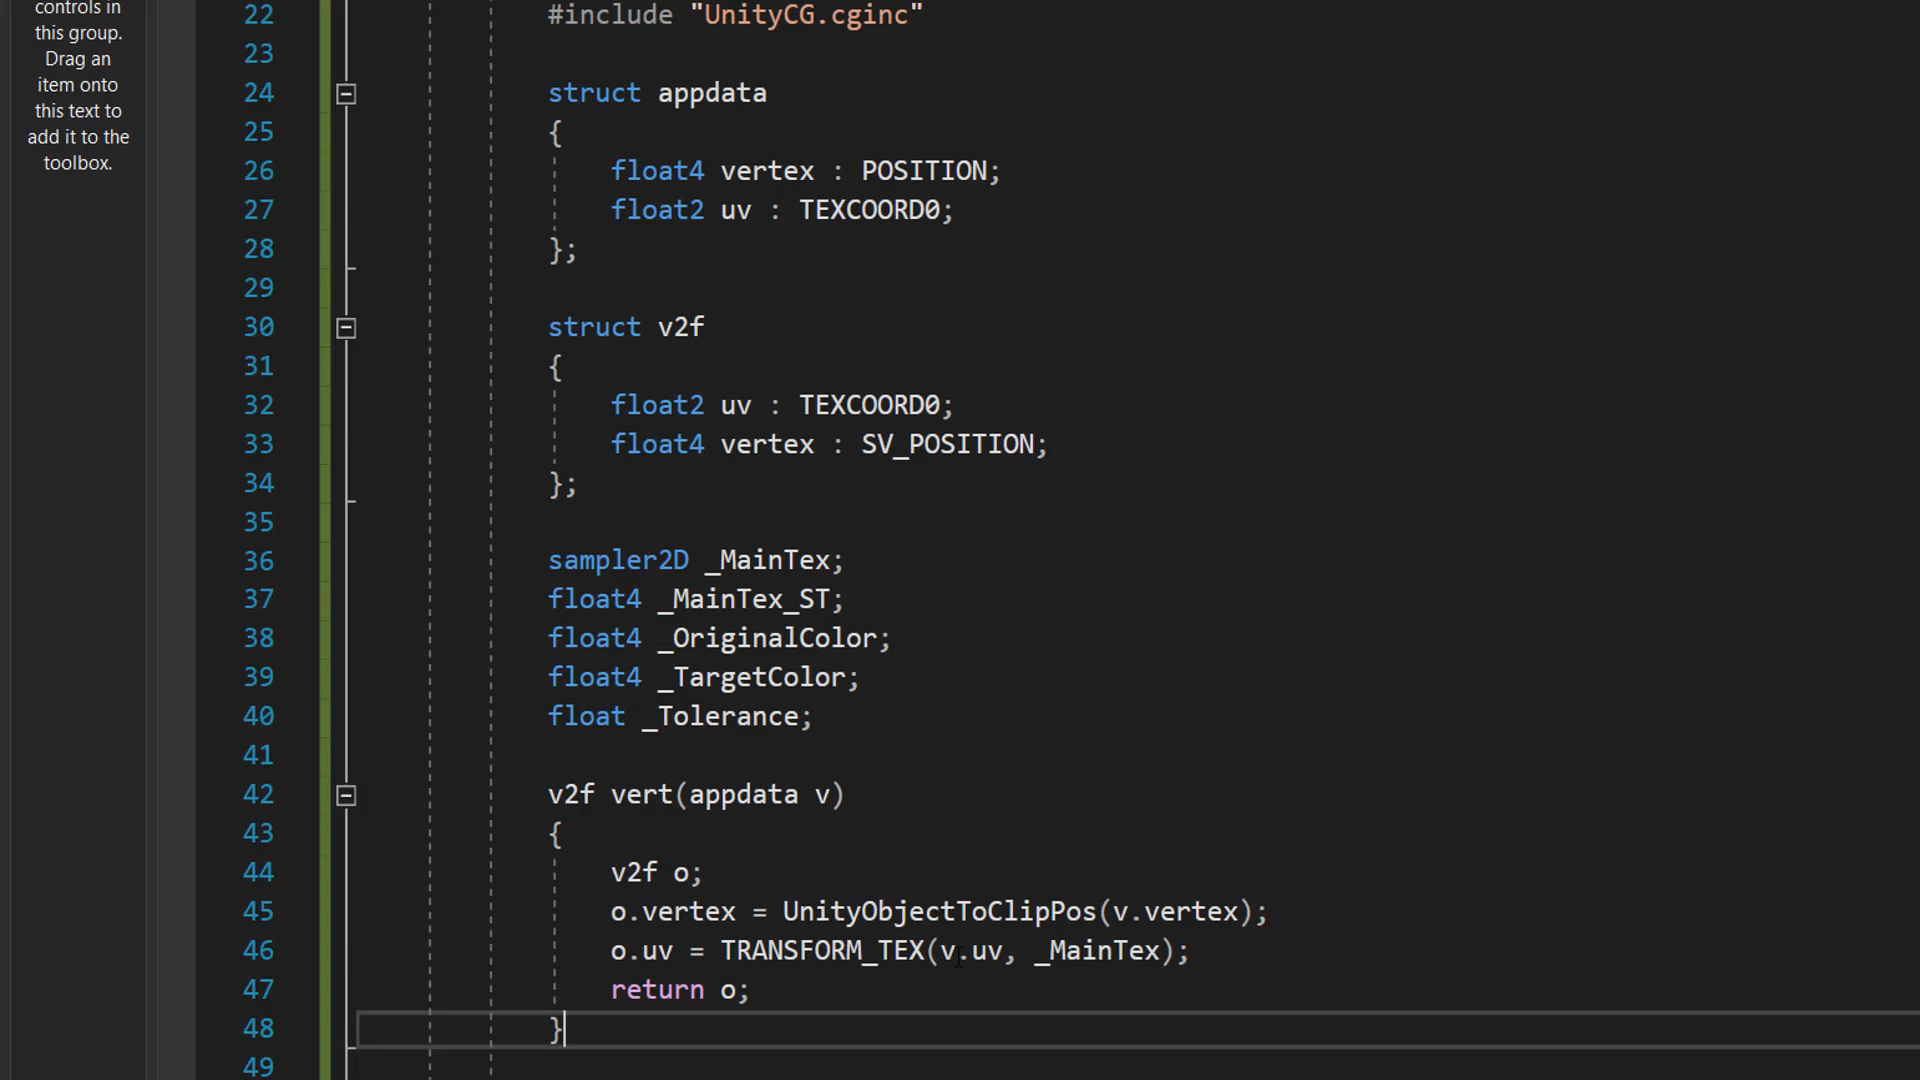 controls in
this group.
Drag an
item onto
this text to
add it to the
toolbox.
22 #include "UnityCG.cginc"
23
24 struct appdata
25 {
26 float4 vertex : POSITION;
27 float2 uv : TEXCOORD0;
28 };
29
30 struct v2f
31 {
32 float2 uv : TEXCOORD0;
33 float4 vertex : SV_POSITION;
34 };
35
36 sampler2D _MainTex;
37 float4 _MainTex_ST;
38 float4 _OriginalColor;
39 float4 _TargetColor;
40 float _Tolerance;
41
42 v2f vert(appdata v)
43 {
44 v2f o;
45 o.vertex = UnityObjectToClipPos(v.vertex);
46 o.uv = TRANSFORM_TEX(v.uv, _MainTex);
47 return o;
48 }
49